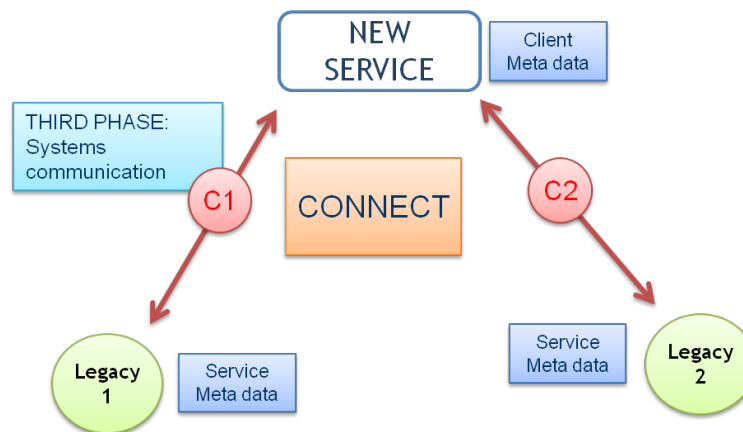 NEW
SERVICE
Client
Meta data
THIRD PHASE:
Systems
communication
C1
CONNECT
C2
Legacy
1
Service
Meta data
Service
Meta data
Legacy
2